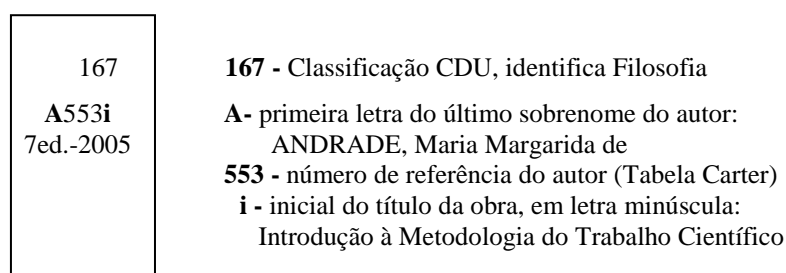 167 167 - Classificação CDU, identifica Filosofia
A553i A- primeira letra do último sobrenome do autor:
7ed.-2005 ANDRADE, Maria Margarida de
553 - número de referência do autor (Tabela Carter)
i - inicial do título da obra, em letra minúscula:
Introdução à Metodologia do Trabalho Científico